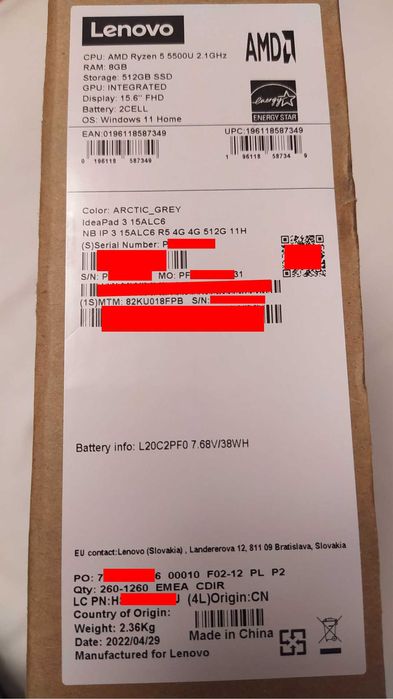 Lenovo
AMD
CPU: AMD Ryzen 5 5500U 2.1GHz
RAM: 8GB
Storage: 512GB SSD
GPU: INTEGRATED
Display: 15.6" FHD
Battery: 2CELL
OS: Windows 11 Home
energy
ENERGY STAR
EAN:0196118587349
UPC:196118587349
0 196118 587349
1 96118 58734 9
Color: ARCTIC_GREY
IdeaPad 3 15ALC6
NB IP 3 15ALC6 R5 4G 4G 512G 11H
(S)Serial Number: P
S/N: P MO: PF 31
(1S)MTM: 82KU018FPB S/N:
Battery info: L20C2PF0 7.68V/38WH
EU contact:Lenovo (Slovakia) , Landererova 12, 811 09 Bratislava, Slovakia
PO: 7 6 00010 F02-12 PL P2
Qty: 260-1260 EMEA CDIR
LC PN:H J (4L)Origin:CN
Country of Origin:
Weight: 2.36Kg
Made in China
Date: 2022/04/29
Manufactured for Lenovo